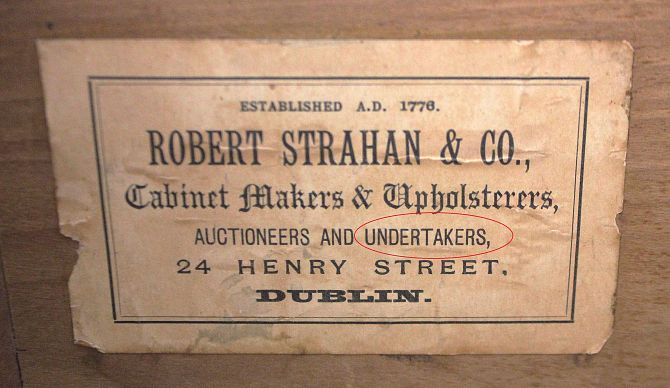 ESTABLISHED A.D. 1776.
ROBERT STRAHAN & CO.,
Cabinet Makers & Upholsterers,
AUCTIONEERS AND UNDERTAKERS,
24 HENRY STREET,
DUBLIN.